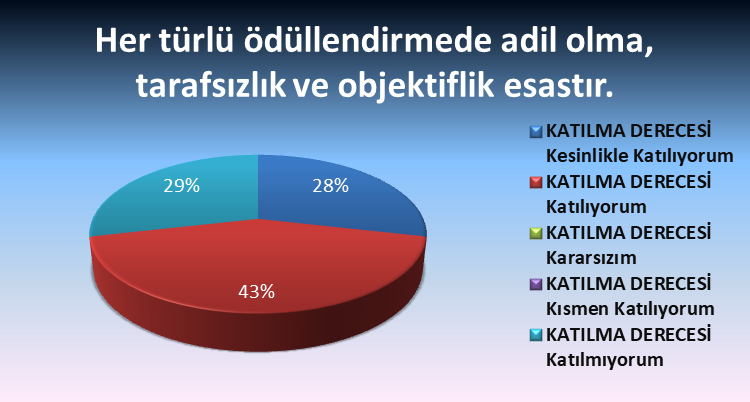 Her türlü ödüllendirmede adil olma,
tarafsızlık ve objektiflik esastır.
KATILMA DERECESİ
Kesinlikle Katılıyorum
KATILMA DERECESİ
Katılıyorum
KATILMA DERECESİ
Kararsızım
KATILMA DERECESİ
Kısmen Katılıyorum
KATILMA DERECESİ
Katılmıyorum
29%
28%
43%